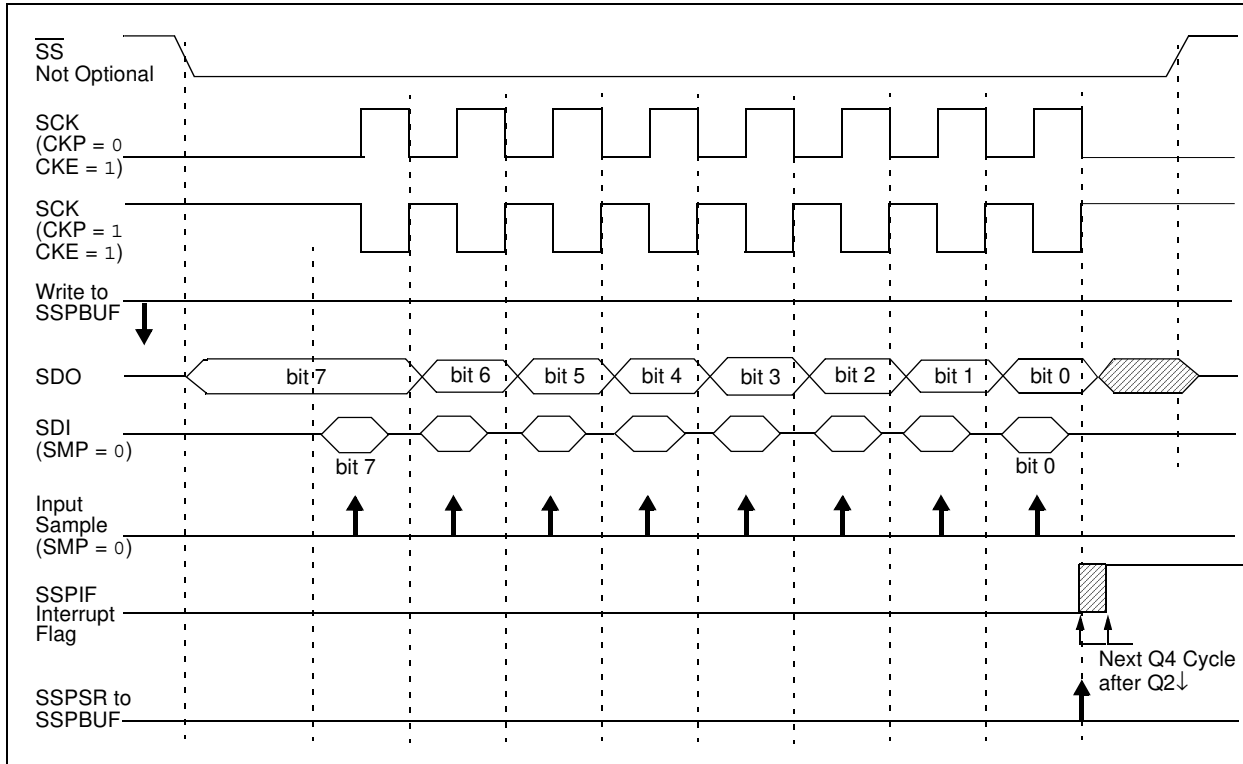 SS
Not Optional
SCK
(CKP = 0
CKE = 1)
SCK
(CKP = 1
CKE = 1)
Write to
SSPBUF
SDO
bit 7 bit 6 bit 5 bit 4 bit 3 bit 2 bit 1 bit 0
SDI
(SMP = 0)
bit 7 bit 0
Input
Sample
(SMP = 0)
SSPIF
Interrupt
Flag
Next Q4 Cycle
after Q2↓
SSPSR to
SSPBUF